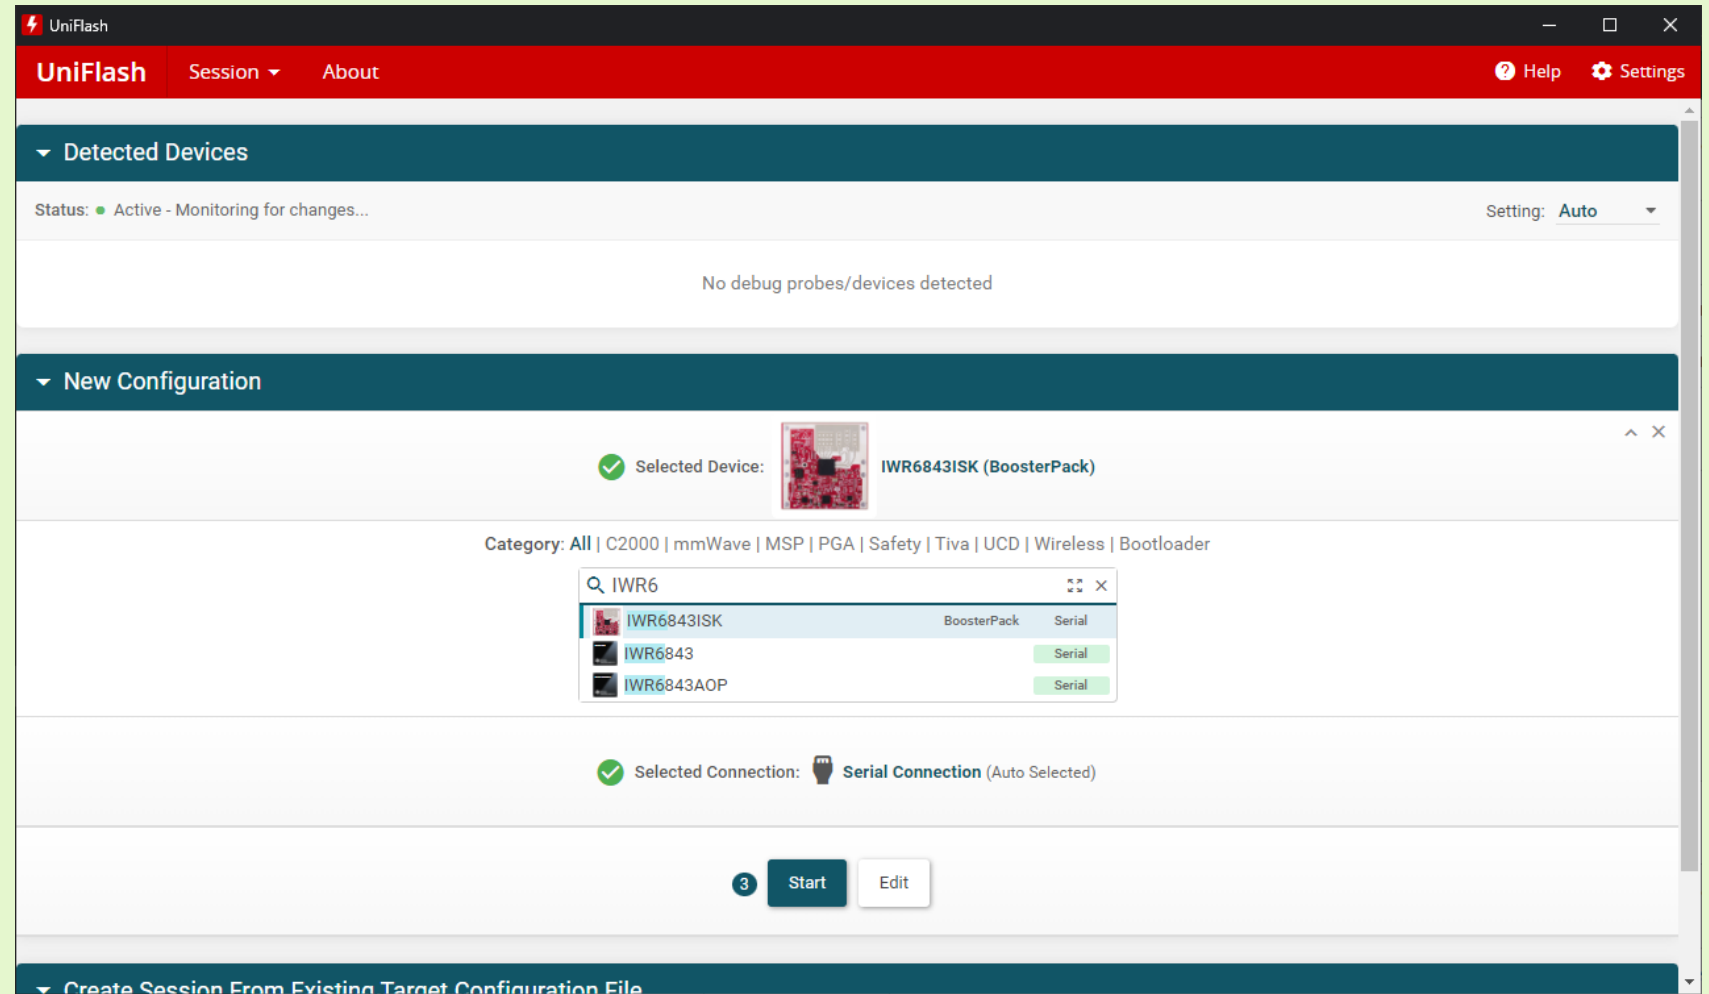 UniFlash
UniFlash Session About Help Settings
Detected Devices
Status: Active - Monitoring for changes... Setting: Auto
No debug probes/devices detected
New Configuration
Selected Device: IWR6843ISK (BoosterPack)
Category: All | C2000 | mmWave | MSP | PGA | Safety | Tiva | UCD | Wireless | Bootloader
IWR6
IWR6843ISK BoosterPack Serial
IWR6843 Serial
IWR6843AOP Serial
Selected Connection: Serial Connection (Auto Selected)
3 Start Edit
Create Session From Existing Target Configuration File